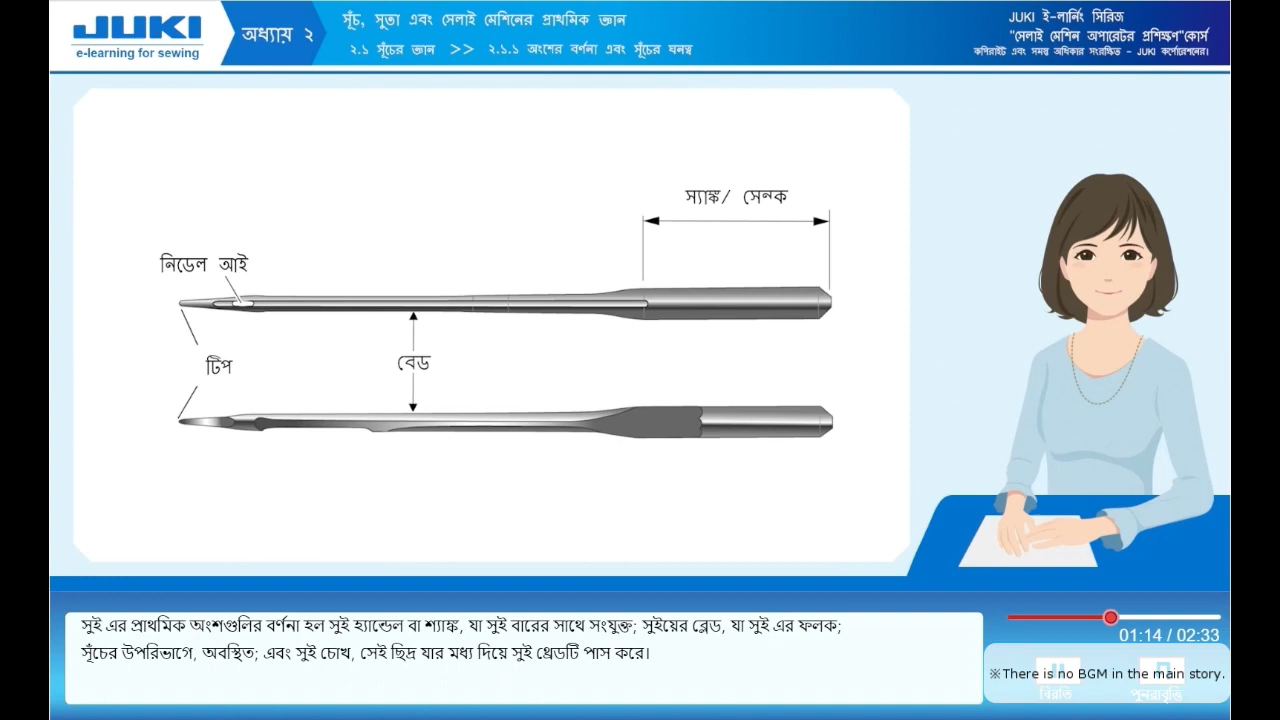 JUKI
e-learning for sewing
অধ্যায় ২
সূঁচ, সুতা এবং সেলাই মেশিনের প্রাথমিক জ্ঞান
২.১ সূঁচের জ্ঞান >> ২.১.১ অংশের বর্ণনা এবং সূঁচের ঘনত্ব
JUKI ই-লার্নিং সিরিজ
"সেলাই মেশিন অপারেটর প্রশিক্ষণ"কোর্স
কপিরাইট এবং সমস্ত অধিকার সংরক্ষিত - JUKI কর্পোরেশনের।
স্যাঙ্ক/ সেনক
নিডেল আই
টিপ
বেড
সুই এর প্রাথমিক অংশগুলির বর্ণনা হল সুই হ্যান্ডেল বা শ্যাঙ্ক, যা সুই বারের সাথে সংযুক্ত; সুইয়ের ব্লেড, যা সুই এর ফলক;
সূঁচের উপরিভাগে, অবস্থিত; এবং সুই চোখ, সেই ছিদ্র যার মধ্য দিয়ে সুই থ্রেডটি পাস করে।
01:14 / 02:33
※There is no BGM in the main story.
বিরতি
পুনরাবৃত্তি